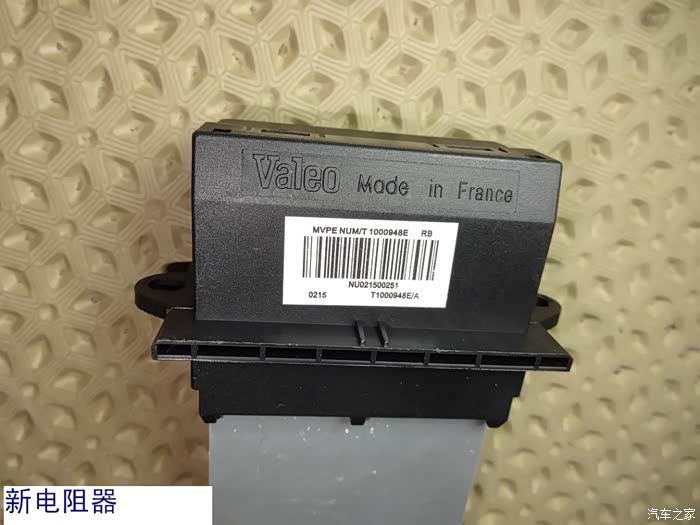 Valeo Made in France
MVPE NUM/T 1000948E RB
NU021500251
0215 T1000948E/A
新电阻器
汽车之家